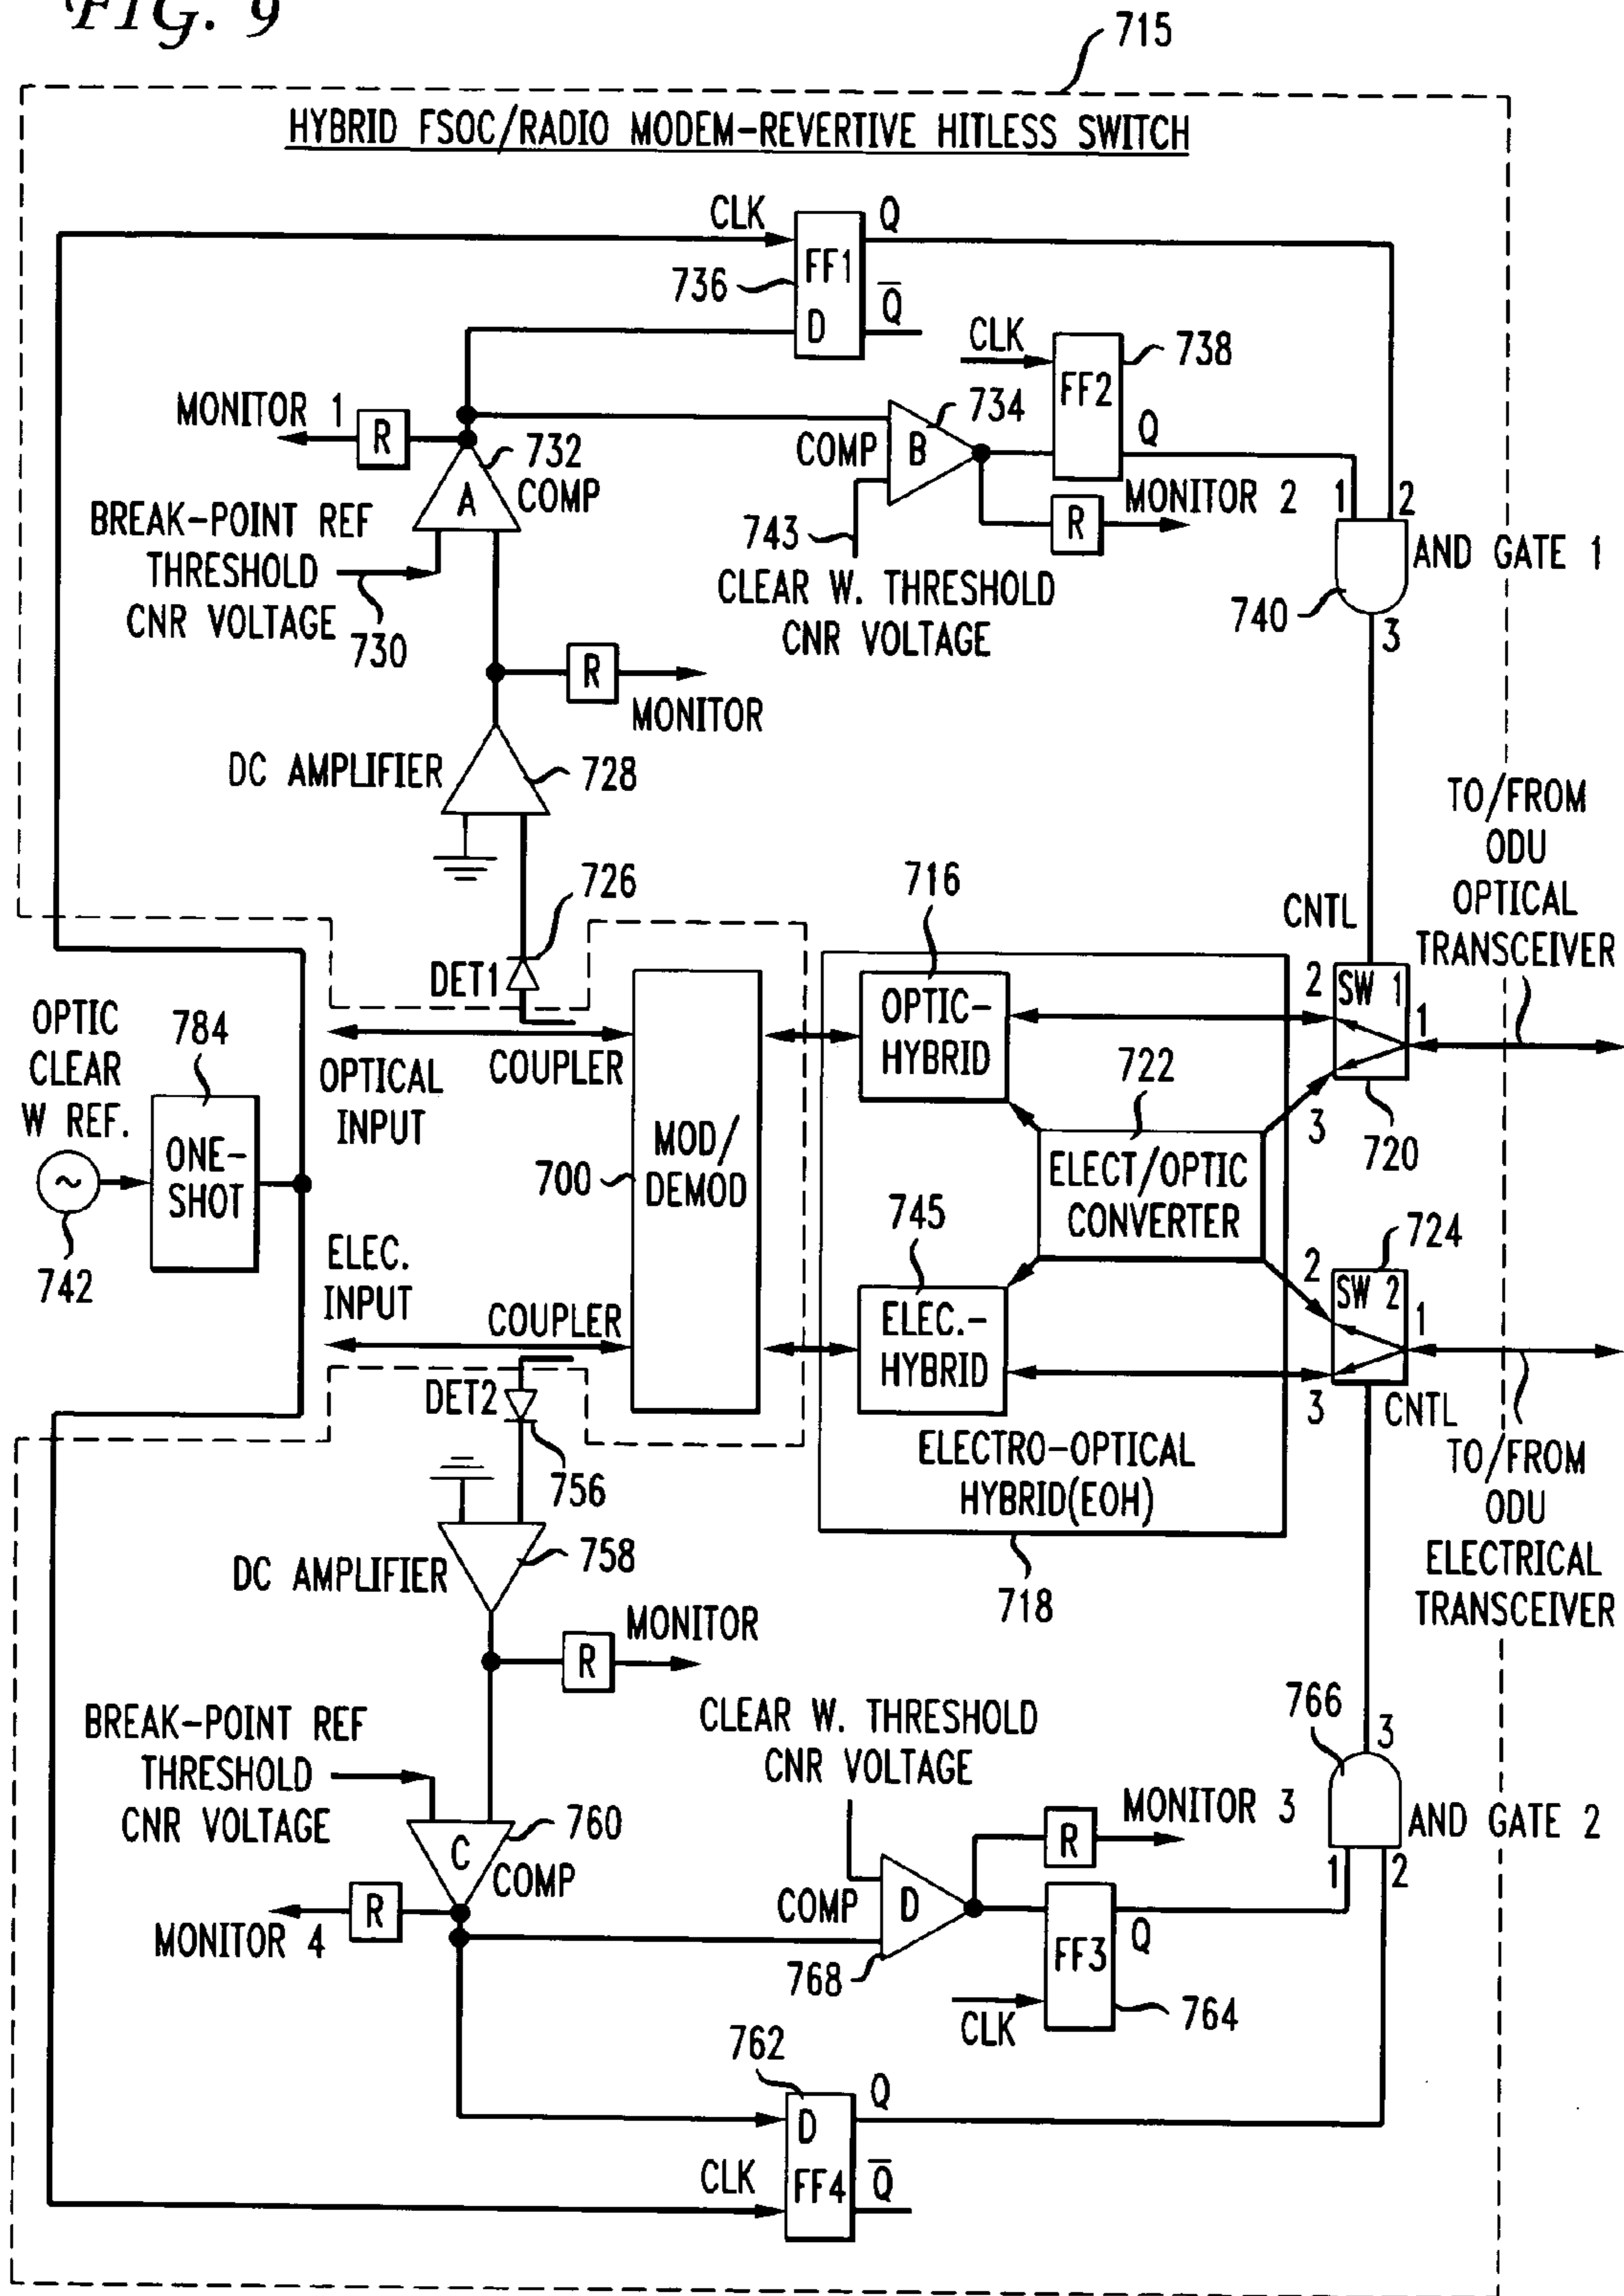 FIG. 9
715
HYBRID FSOC/RADIO MODEM-REVERTIVE HITLESS SWITCH
CLK
Q
FF1
736
Q̅
D
CLK
738
FF2
MONITOR 1
R
734
COMP
B
Q
732
COMP
A
MONITOR 2
R
1
2
BREAK-POINT REF
THRESHOLD
CNR VOLTAGE
730
743
CLEAR W. THRESHOLD
CNR VOLTAGE
AND GATE 1
740
3
R
MONITOR
DC AMPLIFIER
728
TO/FROM
ODU
OPTICAL
TRANSCEIVER
726
716
CNTL
DET1
OPTIC
CLEAR
W REF.
784
ONE-
SHOT
742
OPTICAL
INPUT
COUPLER
OPTIC-
HYBRID
2
SW 1
1
3
720
722
ELECT/OPTIC
CONVERTER
700
MOD/
DEMOD
745
724
ELEC.
INPUT
COUPLER
ELEC.-
HYBRID
2
SW 2
1
3
CNTL
DET2
756
ELECTRO-OPTICAL
HYBRID(EOH)
718
TO/FROM
ODU
ELECTRICAL
TRANSCEIVER
DC AMPLIFIER
758
R
MONITOR
BREAK-POINT REF
THRESHOLD
CNR VOLTAGE
CLEAR W. THRESHOLD
CNR VOLTAGE
766
3
760
C
COMP
R
MONITOR 3
AND GATE 2
1
2
MONITOR 4
R
COMP
D
768
FF3
Q
CLK
764
762
D
Q
CLK
FF4
Q̅